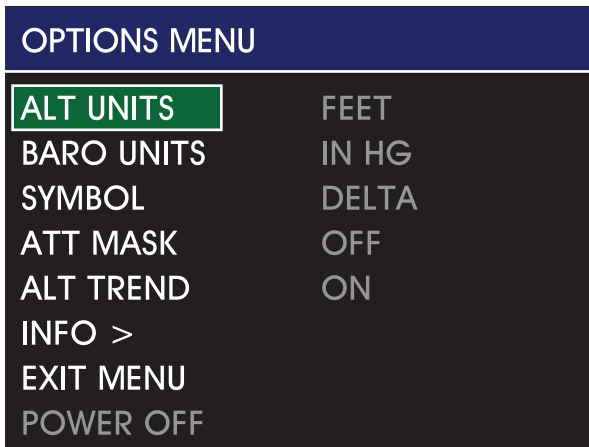 OPTIONS MENU
ALT UNITS FEET
BARO UNITS IN HG
SYMBOL DELTA
ATT MASK OFF
ALT TREND ON
INFO >
EXIT MENU
POWER OFF